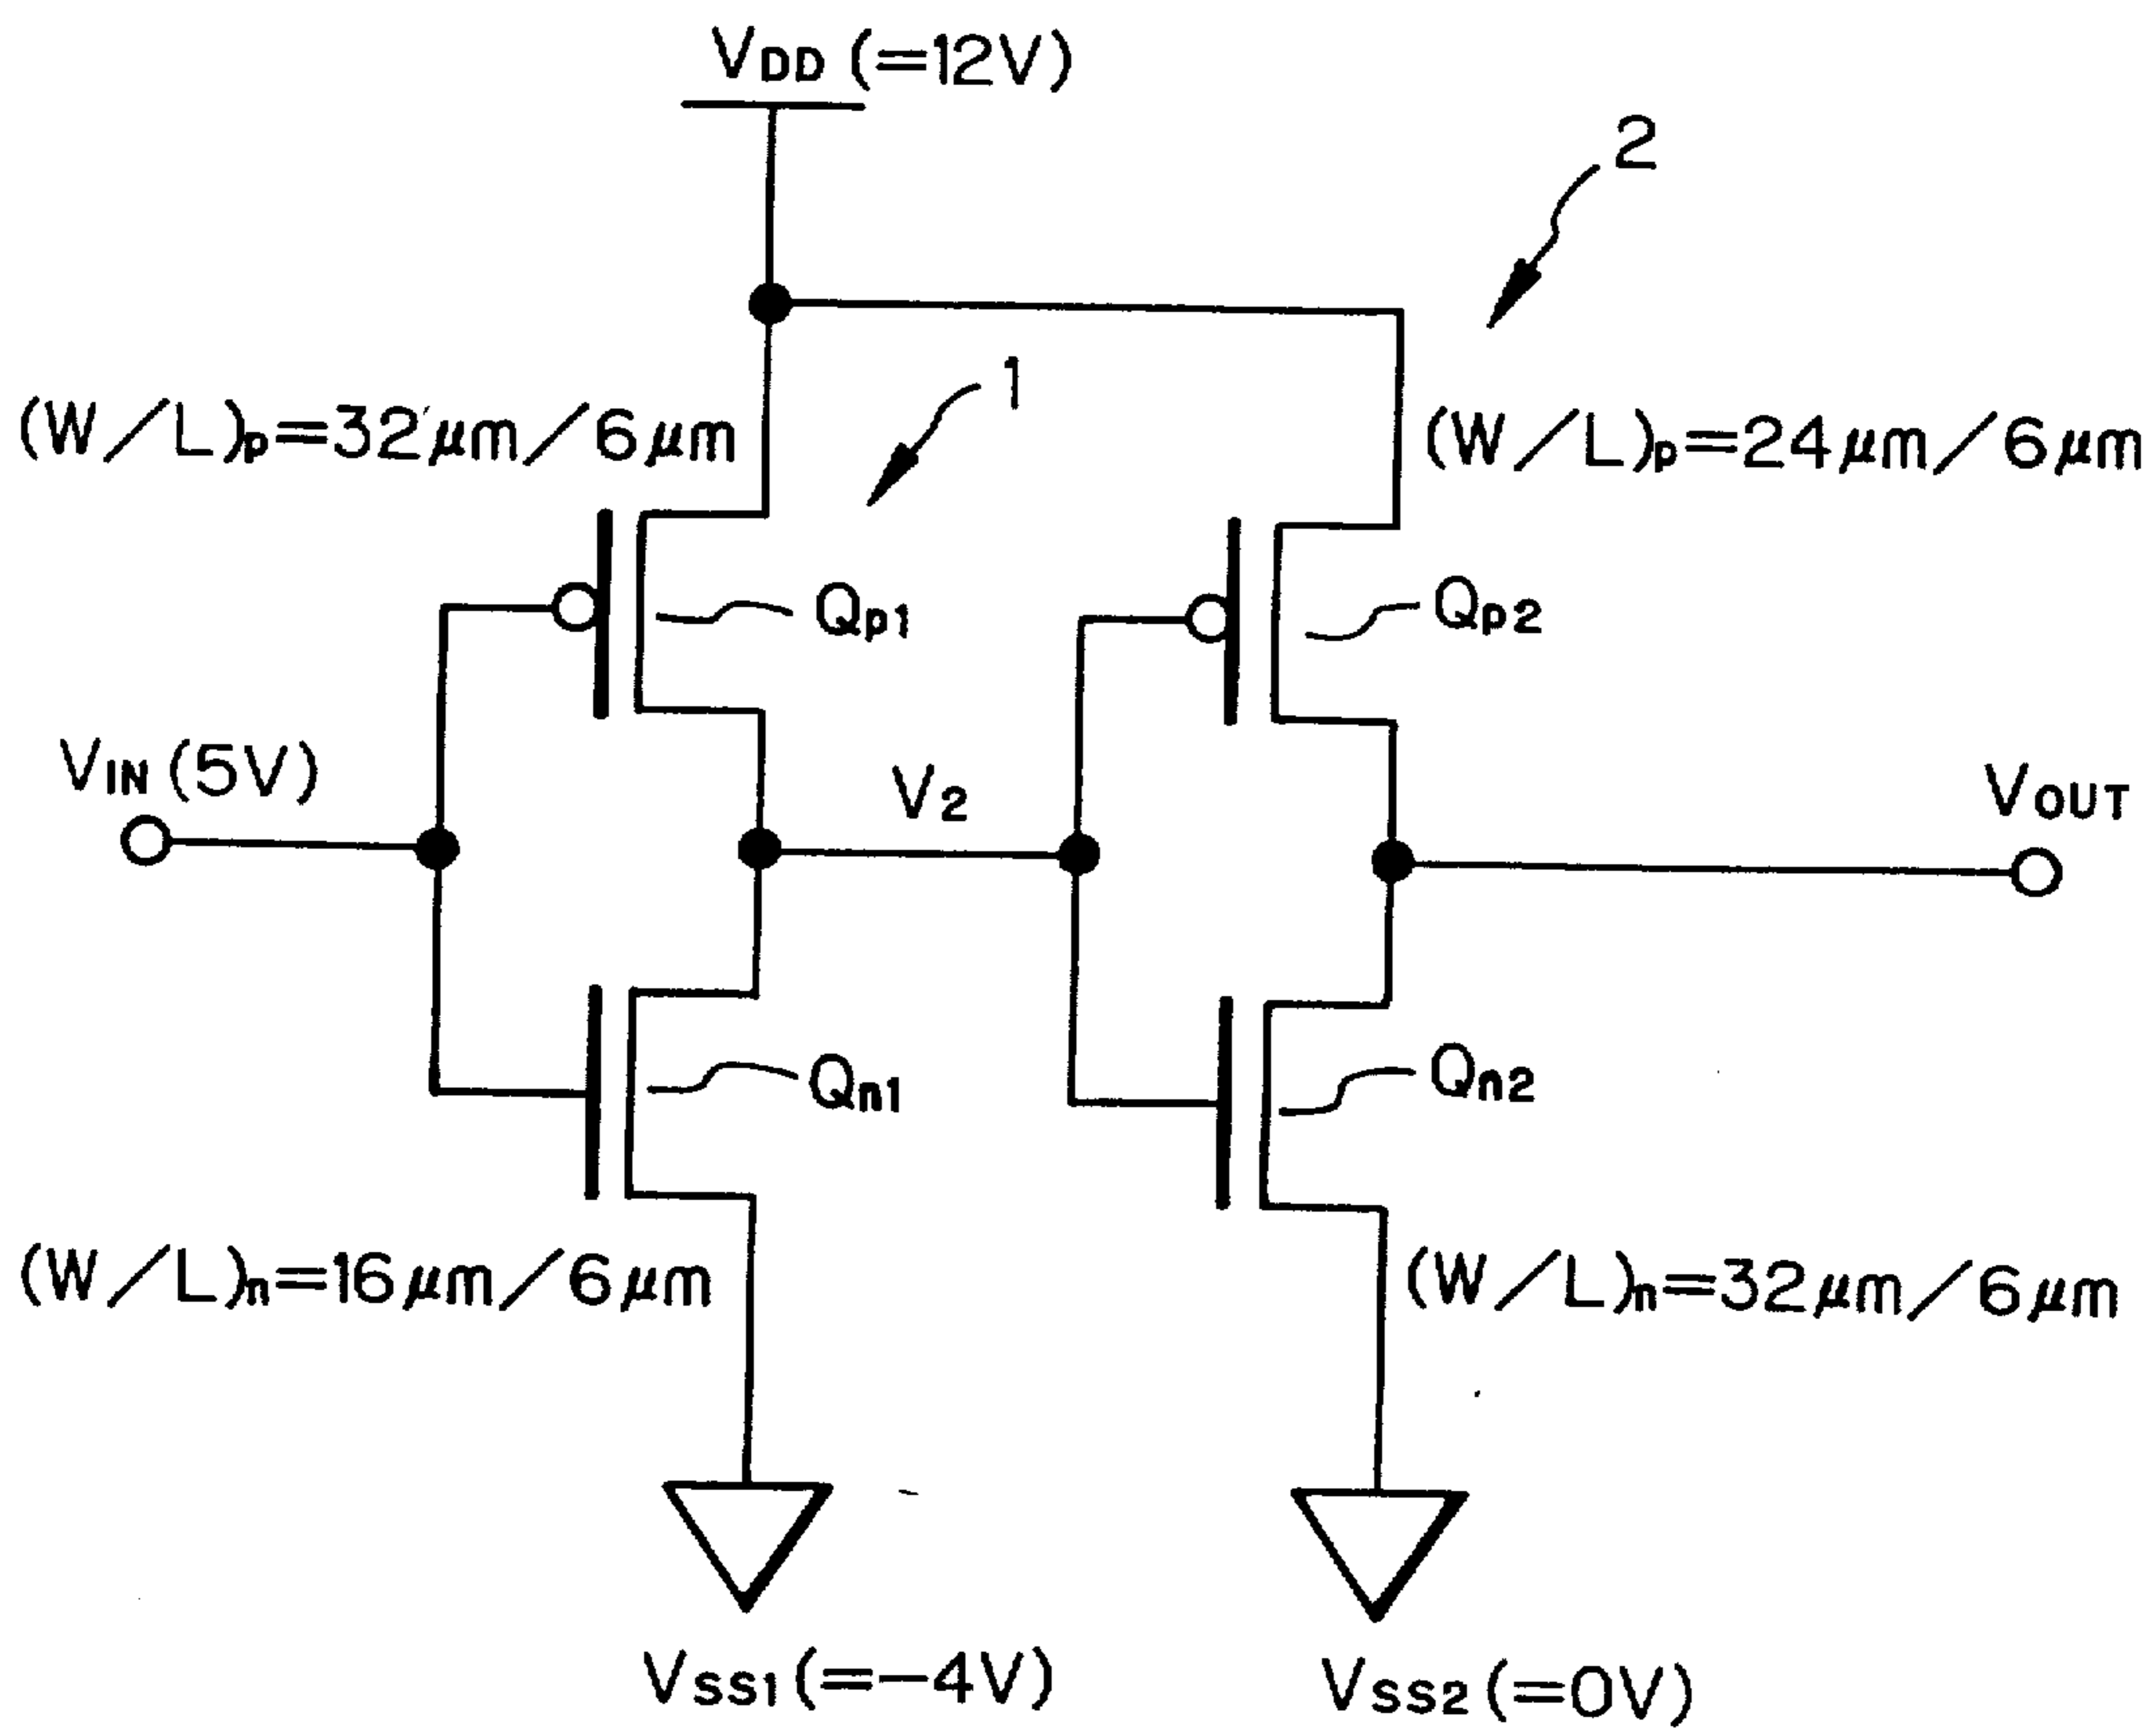 VDD (=12V)
2
1
(W/L)p=32μm/6μm
(W/L)p=24μm/6μm
Qp1
Qp2
VIN (5V)
V2
VOUT
Qn1
Qn2
(W/L)n=16μm/6μm
(W/L)n=32μm/6μm
VSS1 (=-4V)
VSS2 (=0V)